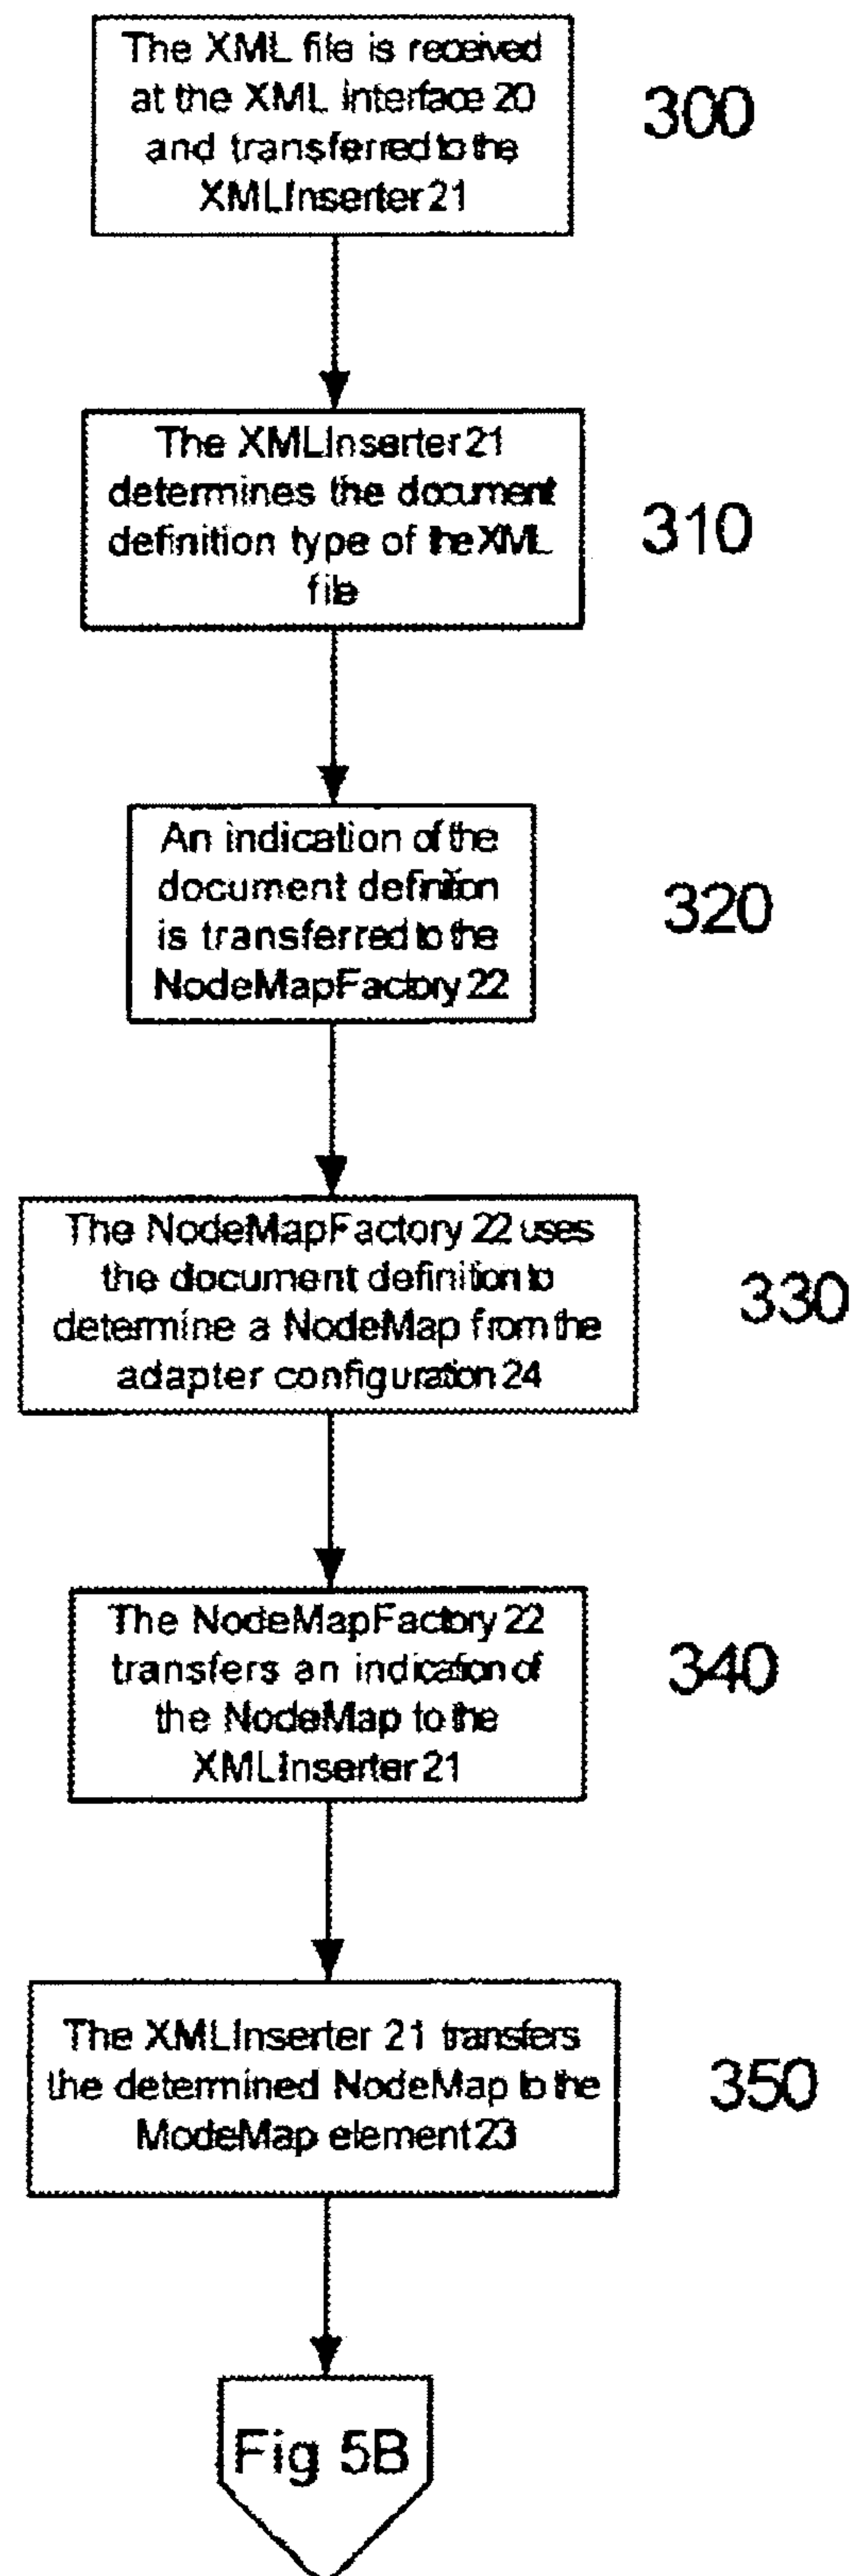 The XML file is received
at the XML interface 20
and transferred to the
XMLInserter 21
300
The XMLInserter 21
determines the document
definition type of the XML
file
310
An indication of the
document definition
is transferred to the
NodeMapFactory 22
320
The NodeMapFactory 22 uses
the document definition to
determine a NodeMap from the
adapter configuration 24
330
The NodeMapFactory 22
transfers an indication of
the NodeMap to the
XMLInserter 21
340
The XMLInserter 21 transfers
the determined NodeMap to the
ModeMap element 23
350
Fig 5B